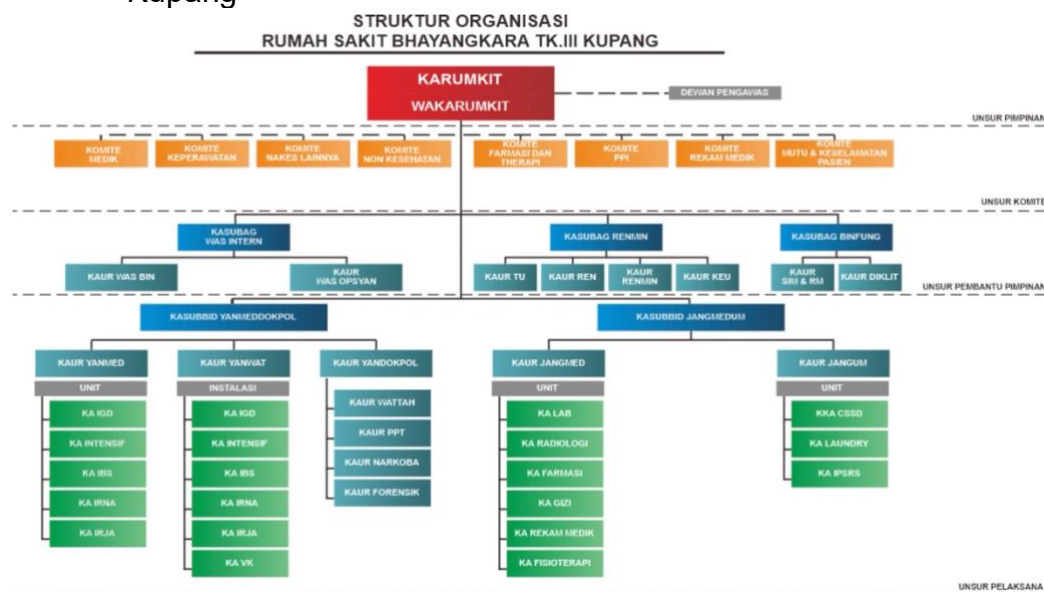 Kupang
STRUKTUR ORGANISASI
RUMAH SAKIT BHAYANGKARA TK.III KUPANG
KARUMKIT
WAKARUMKIT
DEWAN PENGAWAS
UNSUR PIMPINAN
KOMITE
MEDIK
KOMITE
KEPERAWATAN
KOMITE
NAKES LAINNYA
KOMITE
NON KESEHATAN
KOMITE
FARMASI DAN
THERAPI
KOMITE
PPI
KOMITE
REKAM MEDIK
KOMITE
MUTU & KESELAMATAN
PASIEN
UNSUR KOMITE
KASUBAG
WAS INTERN
KASUBAG RENMIN
KASUBAG BINFUNG
KAUR WAS BIN
KAUR
WAS OPSYAN
KAUR TU
KAUR REN
KAUR
RENMIN
KAUR KEU
KAUR
SIM & RM
KAUR DIKLIT
UNSUR PEMBANTU PIMPINAN
KASUBBID YANMEDDOKPOL
KASUBBID JANGMEDUM
KAUR YANMED
UNIT
KA IGD
KA INTENSIF
KA IBS
KA IRNA
KA IRJA
KAUR YANWAT
INSTALASI
KA IGD
KA INTENSIF
KA IBS
KA IRNA
KA IRJA
KA VK
KAUR YANDOKPOL
KAUR WATTAH
KAUR PPT
KAUR NARKOBA
KAUR FORENSIK
KAUR JANGMED
UNIT
KA LAB
KA RADIOLOGI
KA FARMASI
KA GIZI
KA REKAM MEDIK
KA FISIOTERAPI
KAUR JANGUM
UNIT
KKA CSSD
KA LAUNDRY
KA IPSRS
UNSUR PELAKSANA